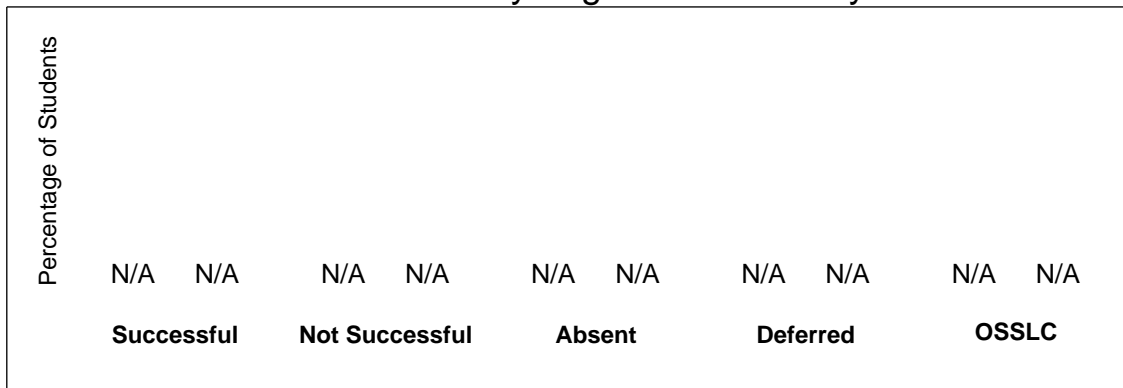 Percentage of Students
N/A N/A N/A N/A N/A N/A N/A N/A N/A N/A
Successful Not Successful Absent Deferred OSSLC